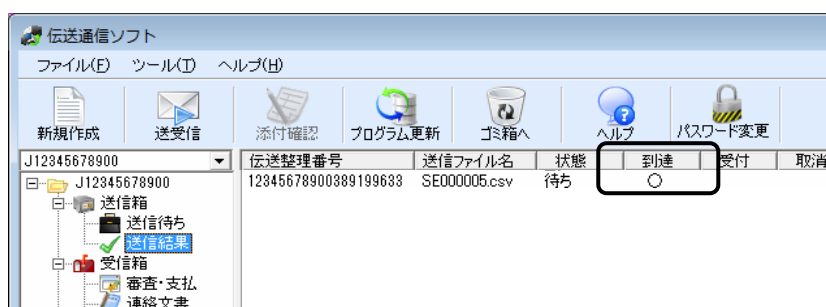 伝送通信ソフト
ファイル(F) ツール(T) ヘルプ(H)
新規作成 送受信 添付確認 プログラム更新 ゴミ箱へ ヘルプ パスワード変更
J12345678900 伝送整理番号 送信ファイル名 状態 到達 受付 取消
J12345678900 12345678900389199633 SE000005.csv 待ち ○
送信箱
送信待ち
送信結果
受信箱
審査・支払
連絡文書